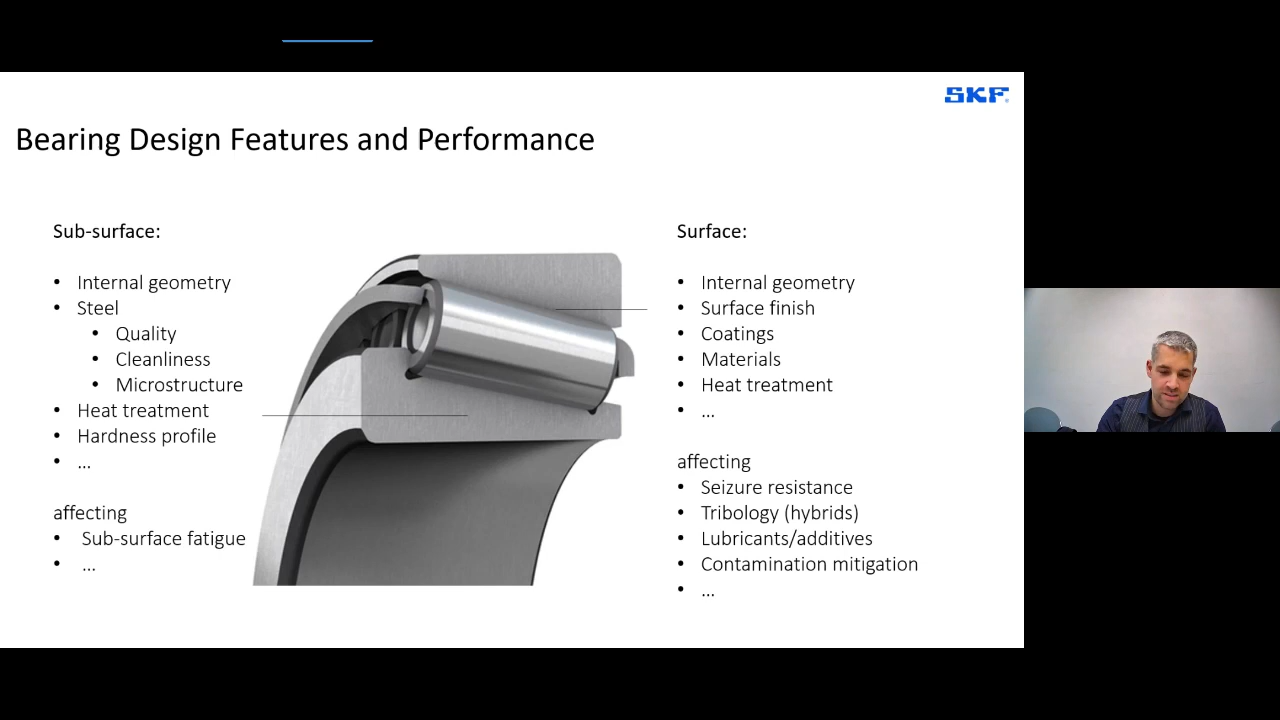 SKF
Bearing Design Features and Performance
Sub-surface:
• Internal geometry
• Steel
• Quality
• Cleanliness
• Microstructure
• Heat treatment
• Hardness profile
• ...
affecting
• Sub-surface fatigue
• ...
Surface:
• Internal geometry
• Surface finish
• Coatings
• Materials
• Heat treatment
• ...
affecting
• Seizure resistance
• Tribology (hybrids)
• Lubricants/additives
• Contamination mitigation
• ...